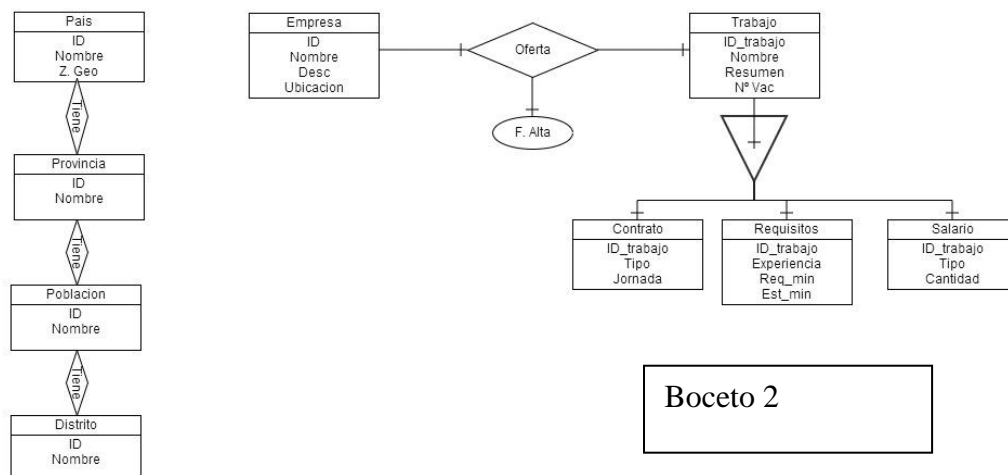 Pais
ID
Nombre
Z. Geo
Tiene
Provincia
ID
Nombre
Tiene
Poblacion
ID
Nombre
Tiene
Distrito
ID
Nombre
Empresa
ID
Nombre
Desc
Ubicacion
Oferta
F. Alta
Trabajo
ID_trabajo
Nombre
Resumen
Nº Vac
Contrato
ID_trabajo
Tipo
Jornada
Requisitos
ID_trabajo
Experiencia
Req_min
Est_min
Salario
ID_trabajo
Tipo
Cantidad
Boceto 2